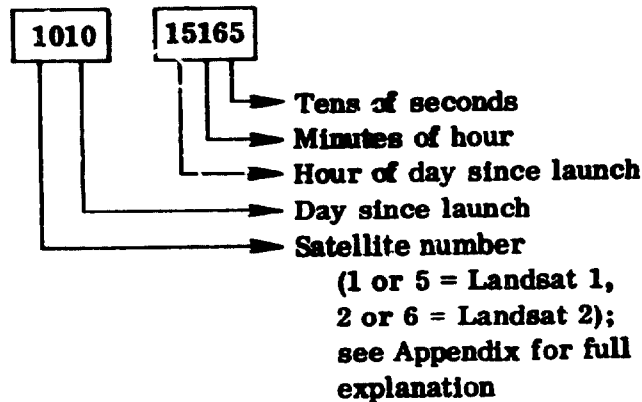 1010 15165
Tens of seconds
Minutes of hour
Hour of day since launch
Day since launch
Satellite number
(1 or 5 = Landsat 1,
2 or 6 = Landsat 2);
see Appendix for full
explanation